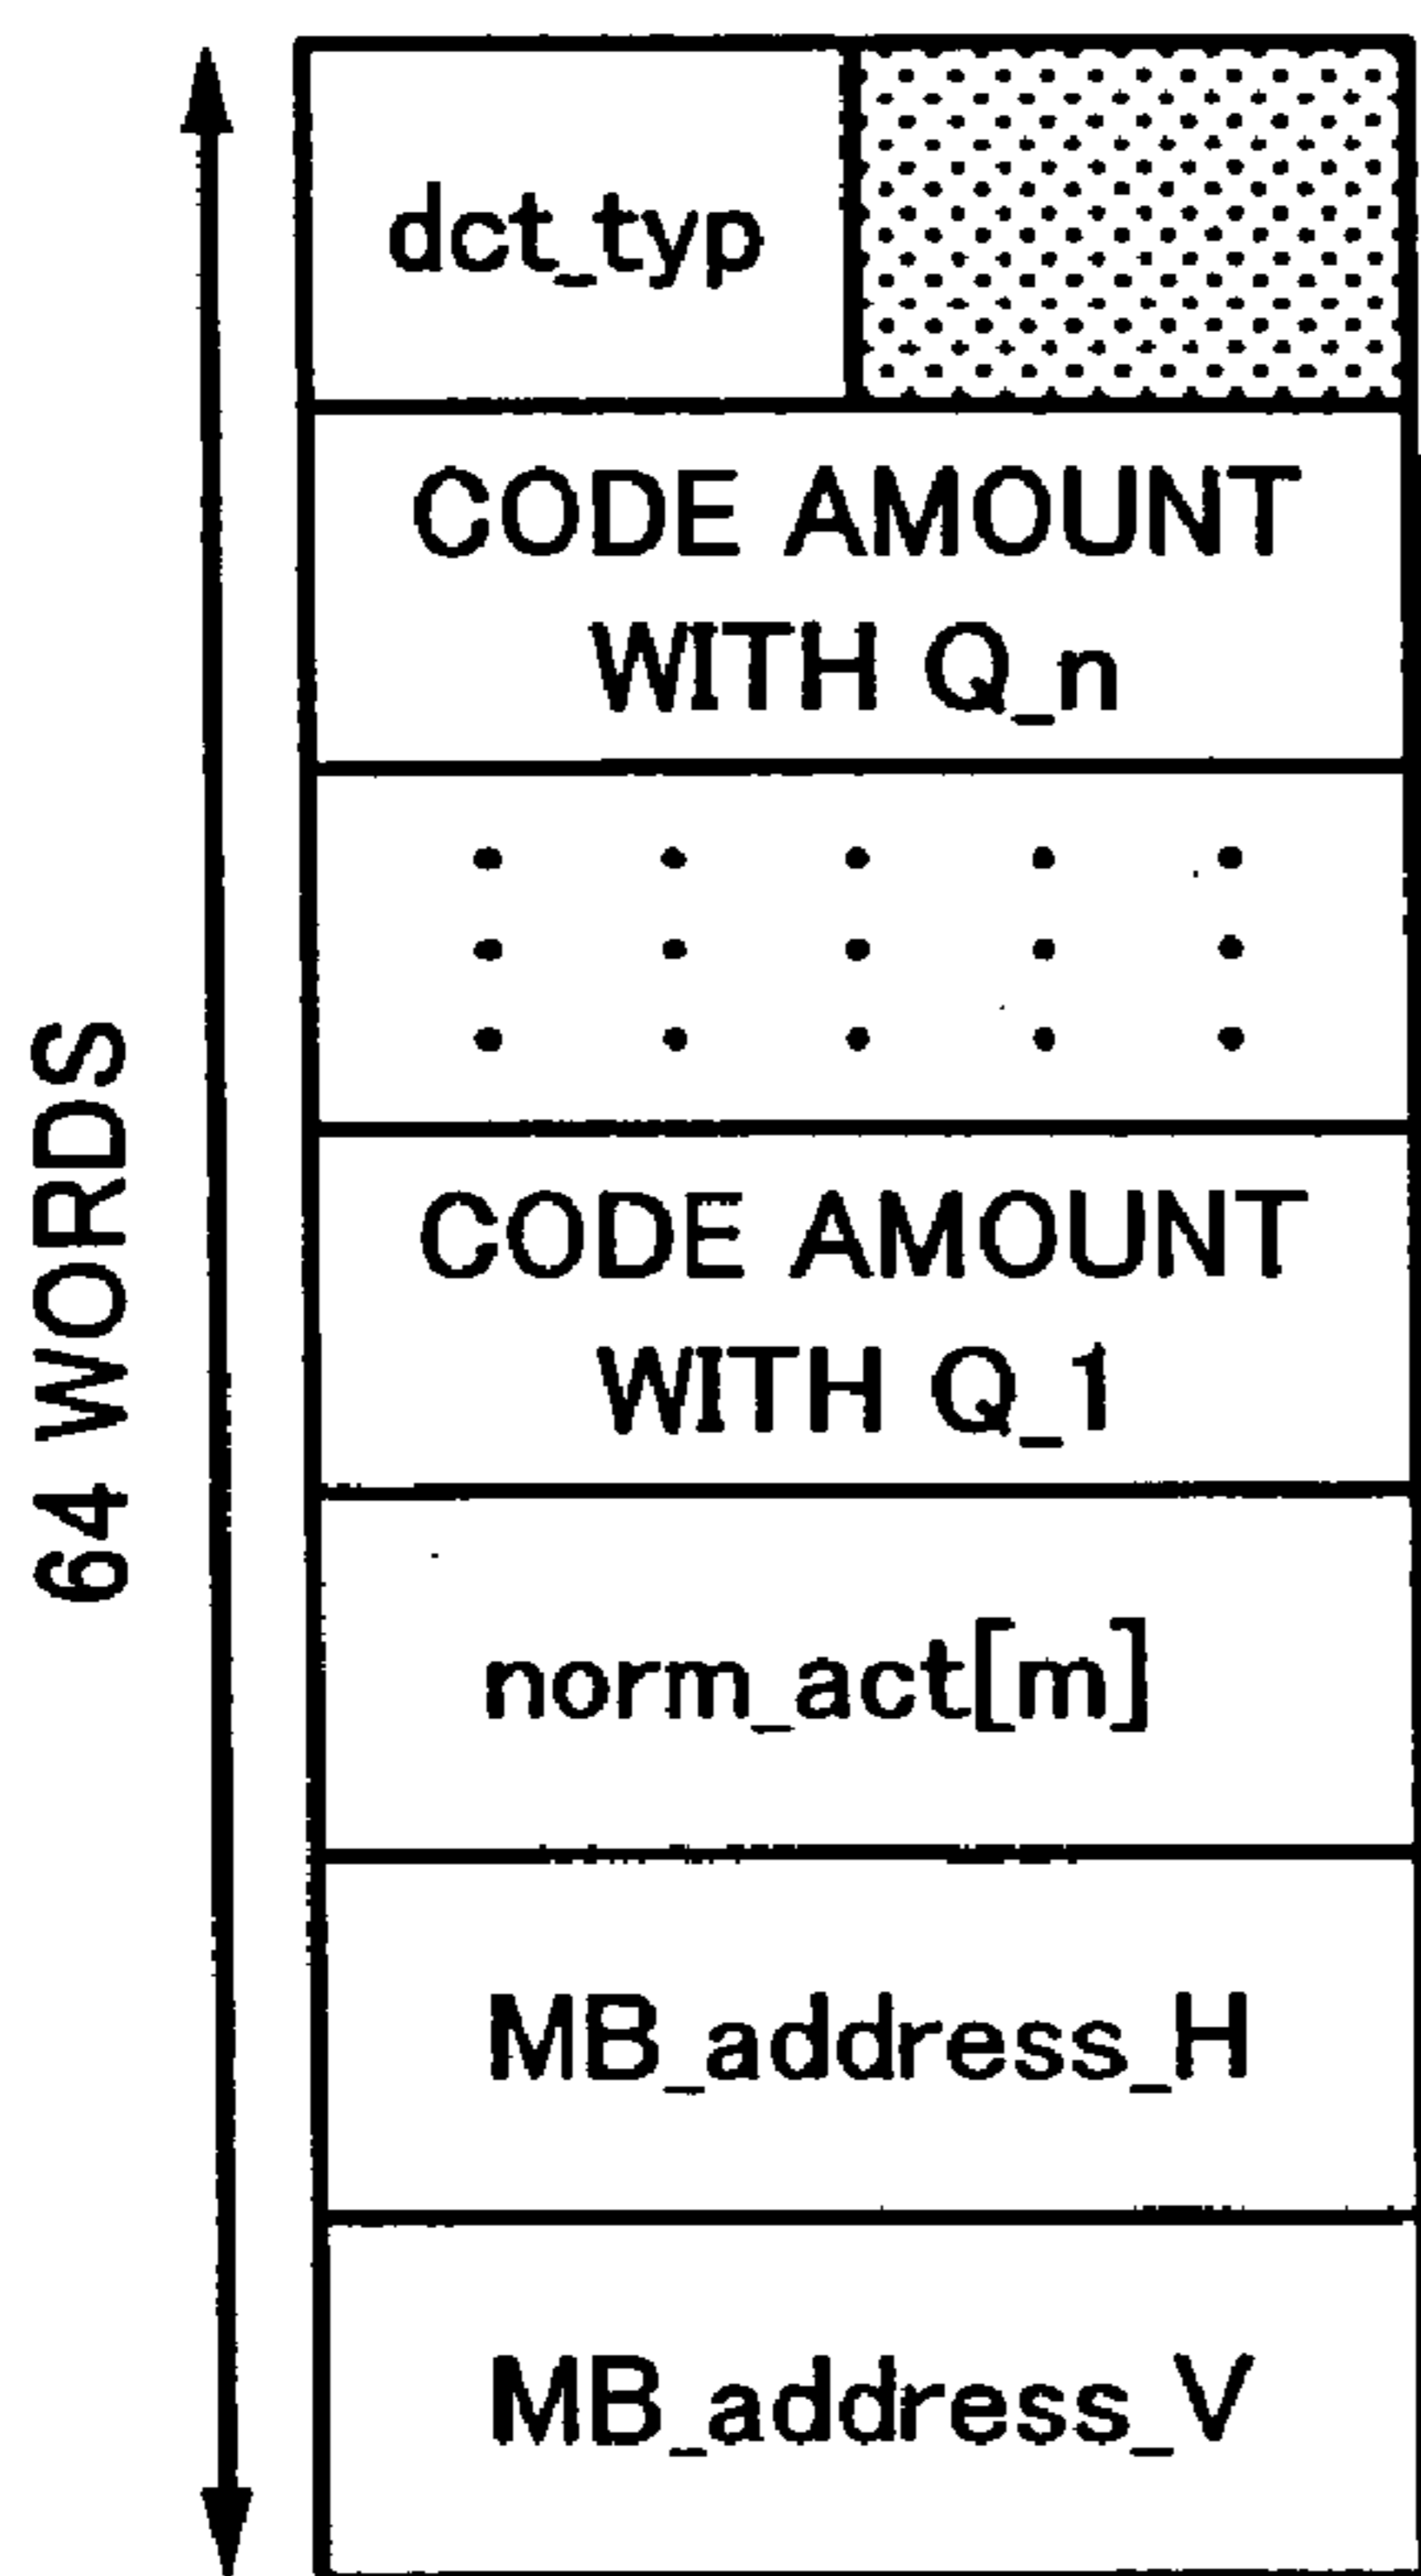 64 WORDS
dct_typ
CODE AMOUNT
WITH Q_n
CODE AMOUNT
WITH Q_1
norm_act[m]
MB_address_H
MB_address_V